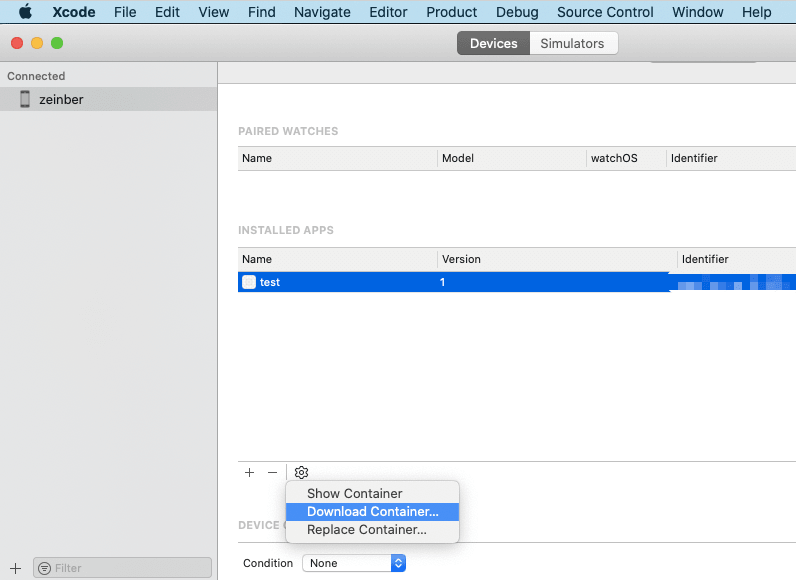 Xcode File Edit View Find Navigate Editor Product Debug Source Control Window Help
Devices Simulators
Connected
zeinber
PAIRED WATCHES
Name Model watchOS Identifier
INSTALLED APPS
Name Version Identifier
test 1
Show Container
Download Container...
Replace Container...
DEVICE
Condition None
Filter